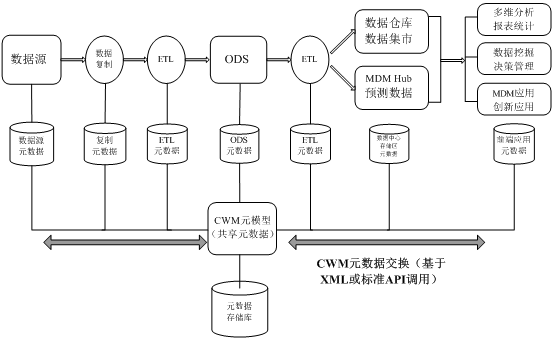 数据源
数据
复制
ETL
ODS
ETL
数据仓库
数据集市
MDM Hub
预测数据
多维分析
报表统计
数据挖掘
决策管理
MDM应用
创新应用
数据源
元数据
复制
元数据
ETL
元数据
ODS
元数据
ETL
元数据
数据中心
存储区
元数据
前端应用
元数据
CWM元模型
（共享元数据）
CWM元数据交换（基于
XML或标准API调用）
元数据
存储库